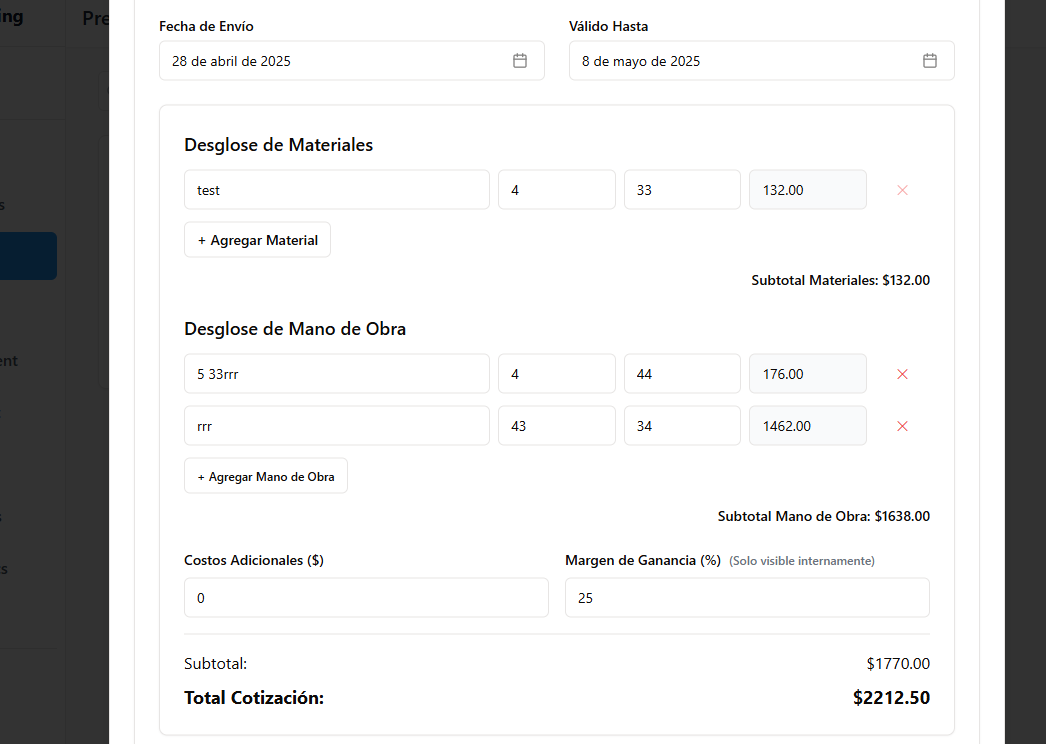 ing
Pre
Fecha de Envío
Válido Hasta
28 de abril de 2025
8 de mayo de 2025
Desglose de Materiales
test 4 33 132.00
+ Agregar Material
Subtotal Materiales: $132.00
Desglose de Mano de Obra
5 33rrr 4 44 176.00
rrr 43 34 1462.00
ent
+ Agregar Mano de Obra
Subtotal Mano de Obra: $1638.00
Costos Adicionales ($)
Margen de Ganancia (%) (Solo visible internamente)
0
25
Subtotal: $1770.00
Total Cotización: $2212.50